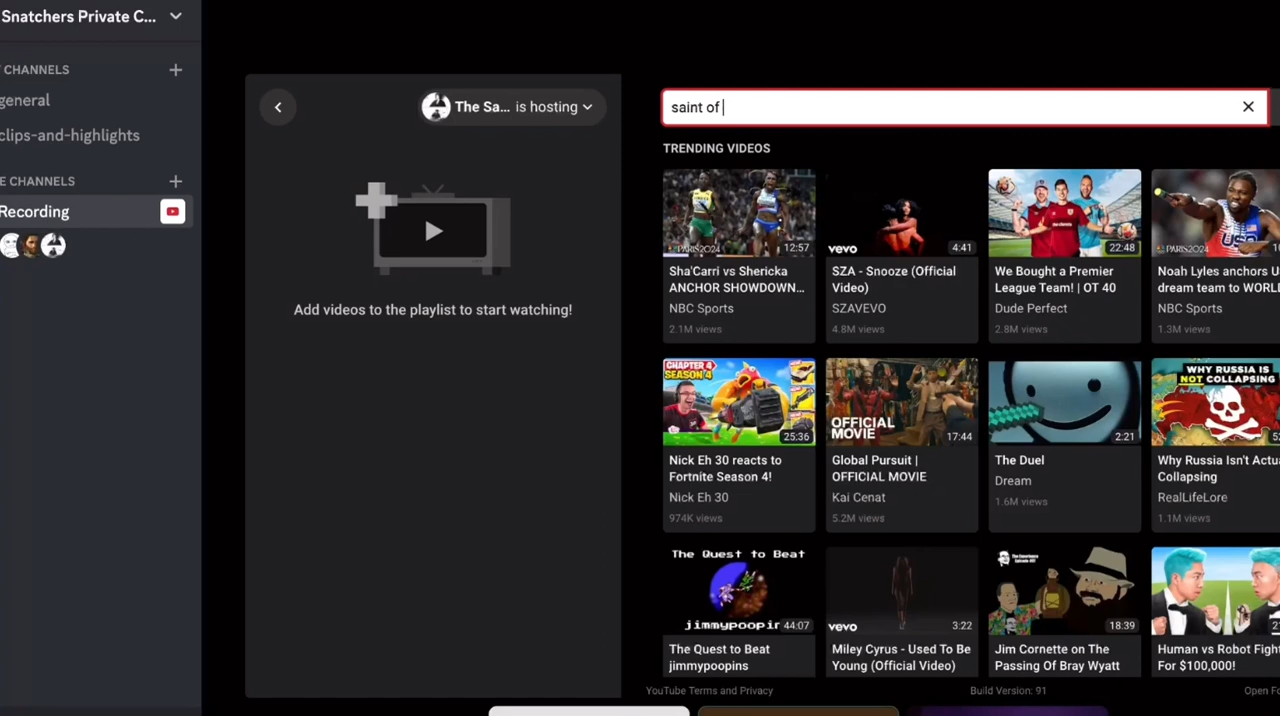 Snatchers Private C...
CHANNELS
general
clips-and-highlights
E CHANNELS
Recording
The Sa... is hosting
Add videos to the playlist to start watching!
saint of
TRENDING VIDEOS
PARIS2024
12:57
Sha'Carri vs Shericka
ANCHOR SHOWDOWN...
NBC Sports
2.1M views
vevo
4:41
SZA - Snooze (Official
Video)
SZAVEVO
4.8M views
22:48
We Bought a Premier
League Team! | OT 40
Dude Perfect
2.8M views
PARIS2024
10
Noah Lyles anchors U
dream team to WORL
NBC Sports
1.3M views
CHAPTER 4
SEASON 4
25:36
Nick Eh 30 reacts to
Fortnite Season 4!
Nick Eh 30
974K views
OFFICIAL
MOVIE
17:44
Global Pursuit |
OFFICIAL MOVIE
Kai Cenat
5.2M views
2:21
The Duel
Dream
1.6M views
WHY RUSSIA IS
NOT COLLAPSING
Why Russia Isn't Actua
Collapsing
RealLifeLore
1.1M views
The Quest to Beat
jimmypoopin
44:07
The Quest to Beat
jimmypoopins
vevo
3:22
Miley Cyrus - Used To Be
Young (Official Video)
18:39
Jim Cornette on The
Passing Of Bray Wyatt
Human vs Robot Fight
For $100,000!
YouTube Terms and Privacy
Build Version: 91
Open Fo